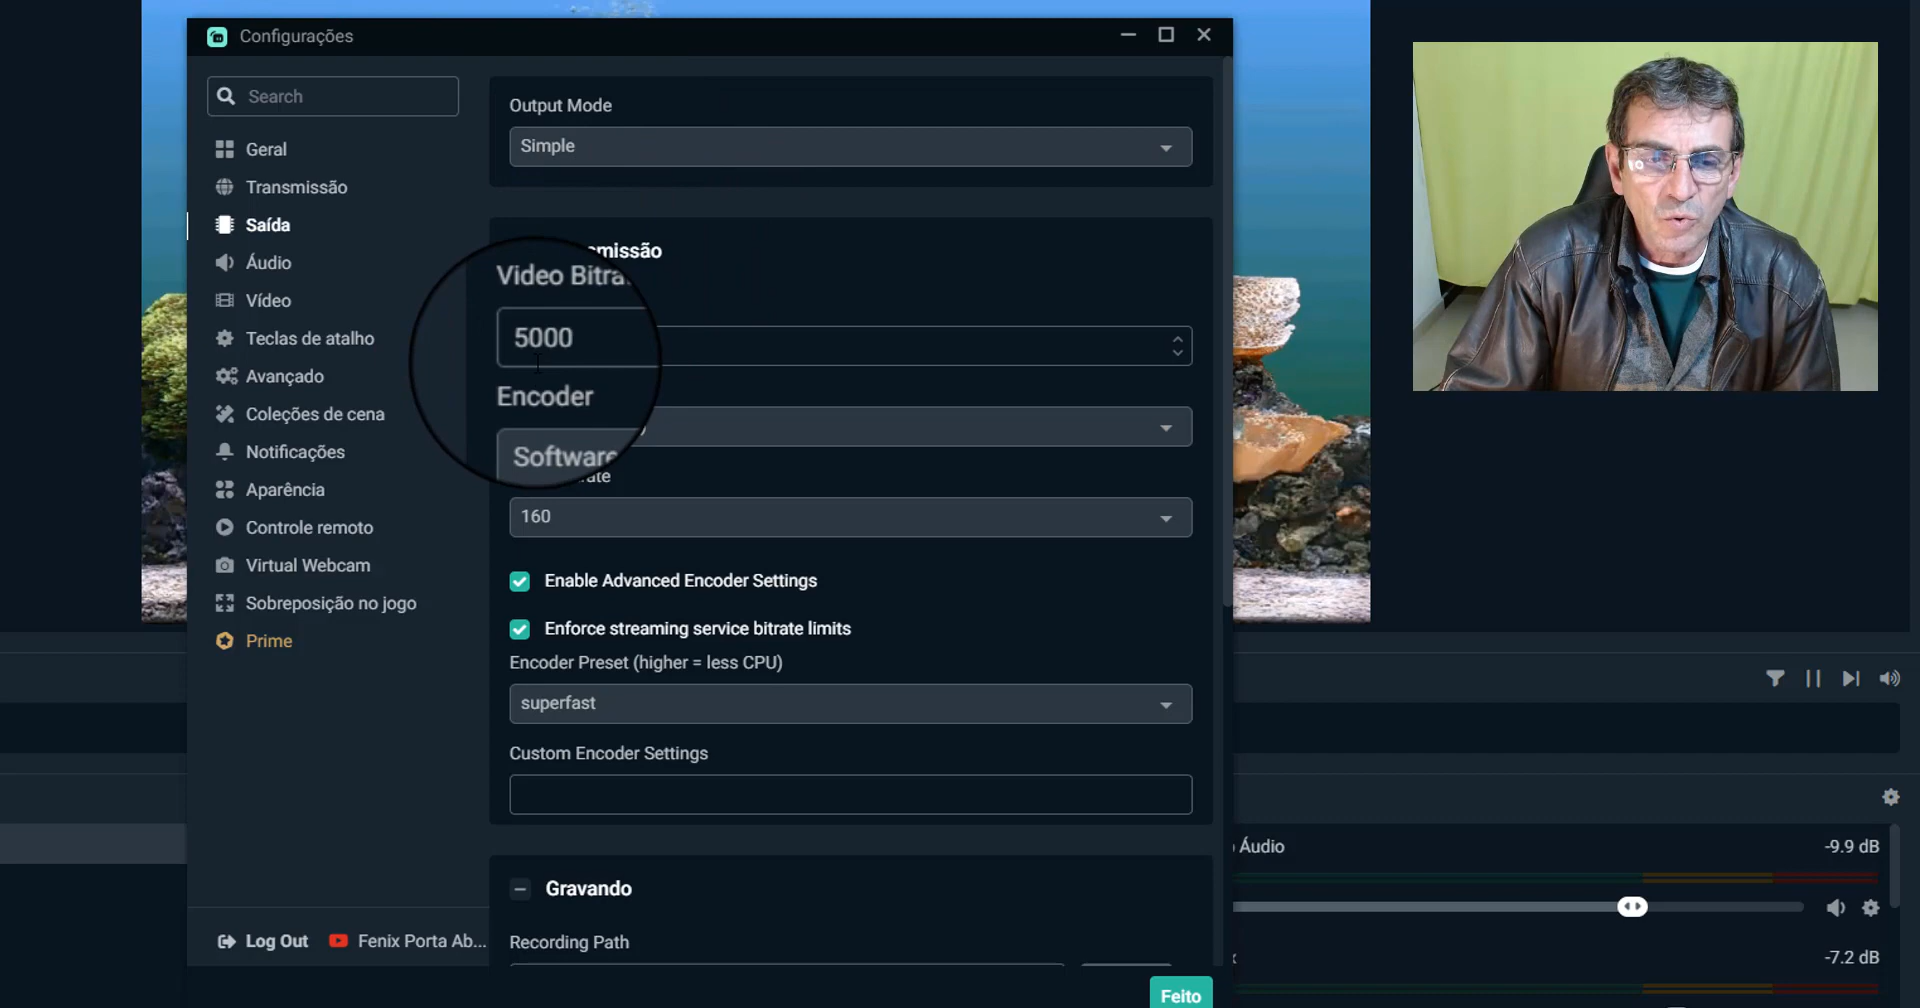 Configurações
Search
Geral
Transmissão
Saída
Áudio
Vídeo
Teclas de atalho
Avançado
Coleções de cena
Notificações
Aparência
Controle remoto
Virtual Webcam
Sobreposição no jogo
Prime
Log Out
Fenix Porta Ab...
Output Mode
Simple
smissão
Video Bitra
5000
Encoder
Software
rate
160
Enable Advanced Encoder Settings
Enforce streaming service bitrate limits
Encoder Preset (higher = less CPU)
superfast
Custom Encoder Settings
Gravando
Recording Path
Feito
Áudio
-9.9 dB
-7.2 dB